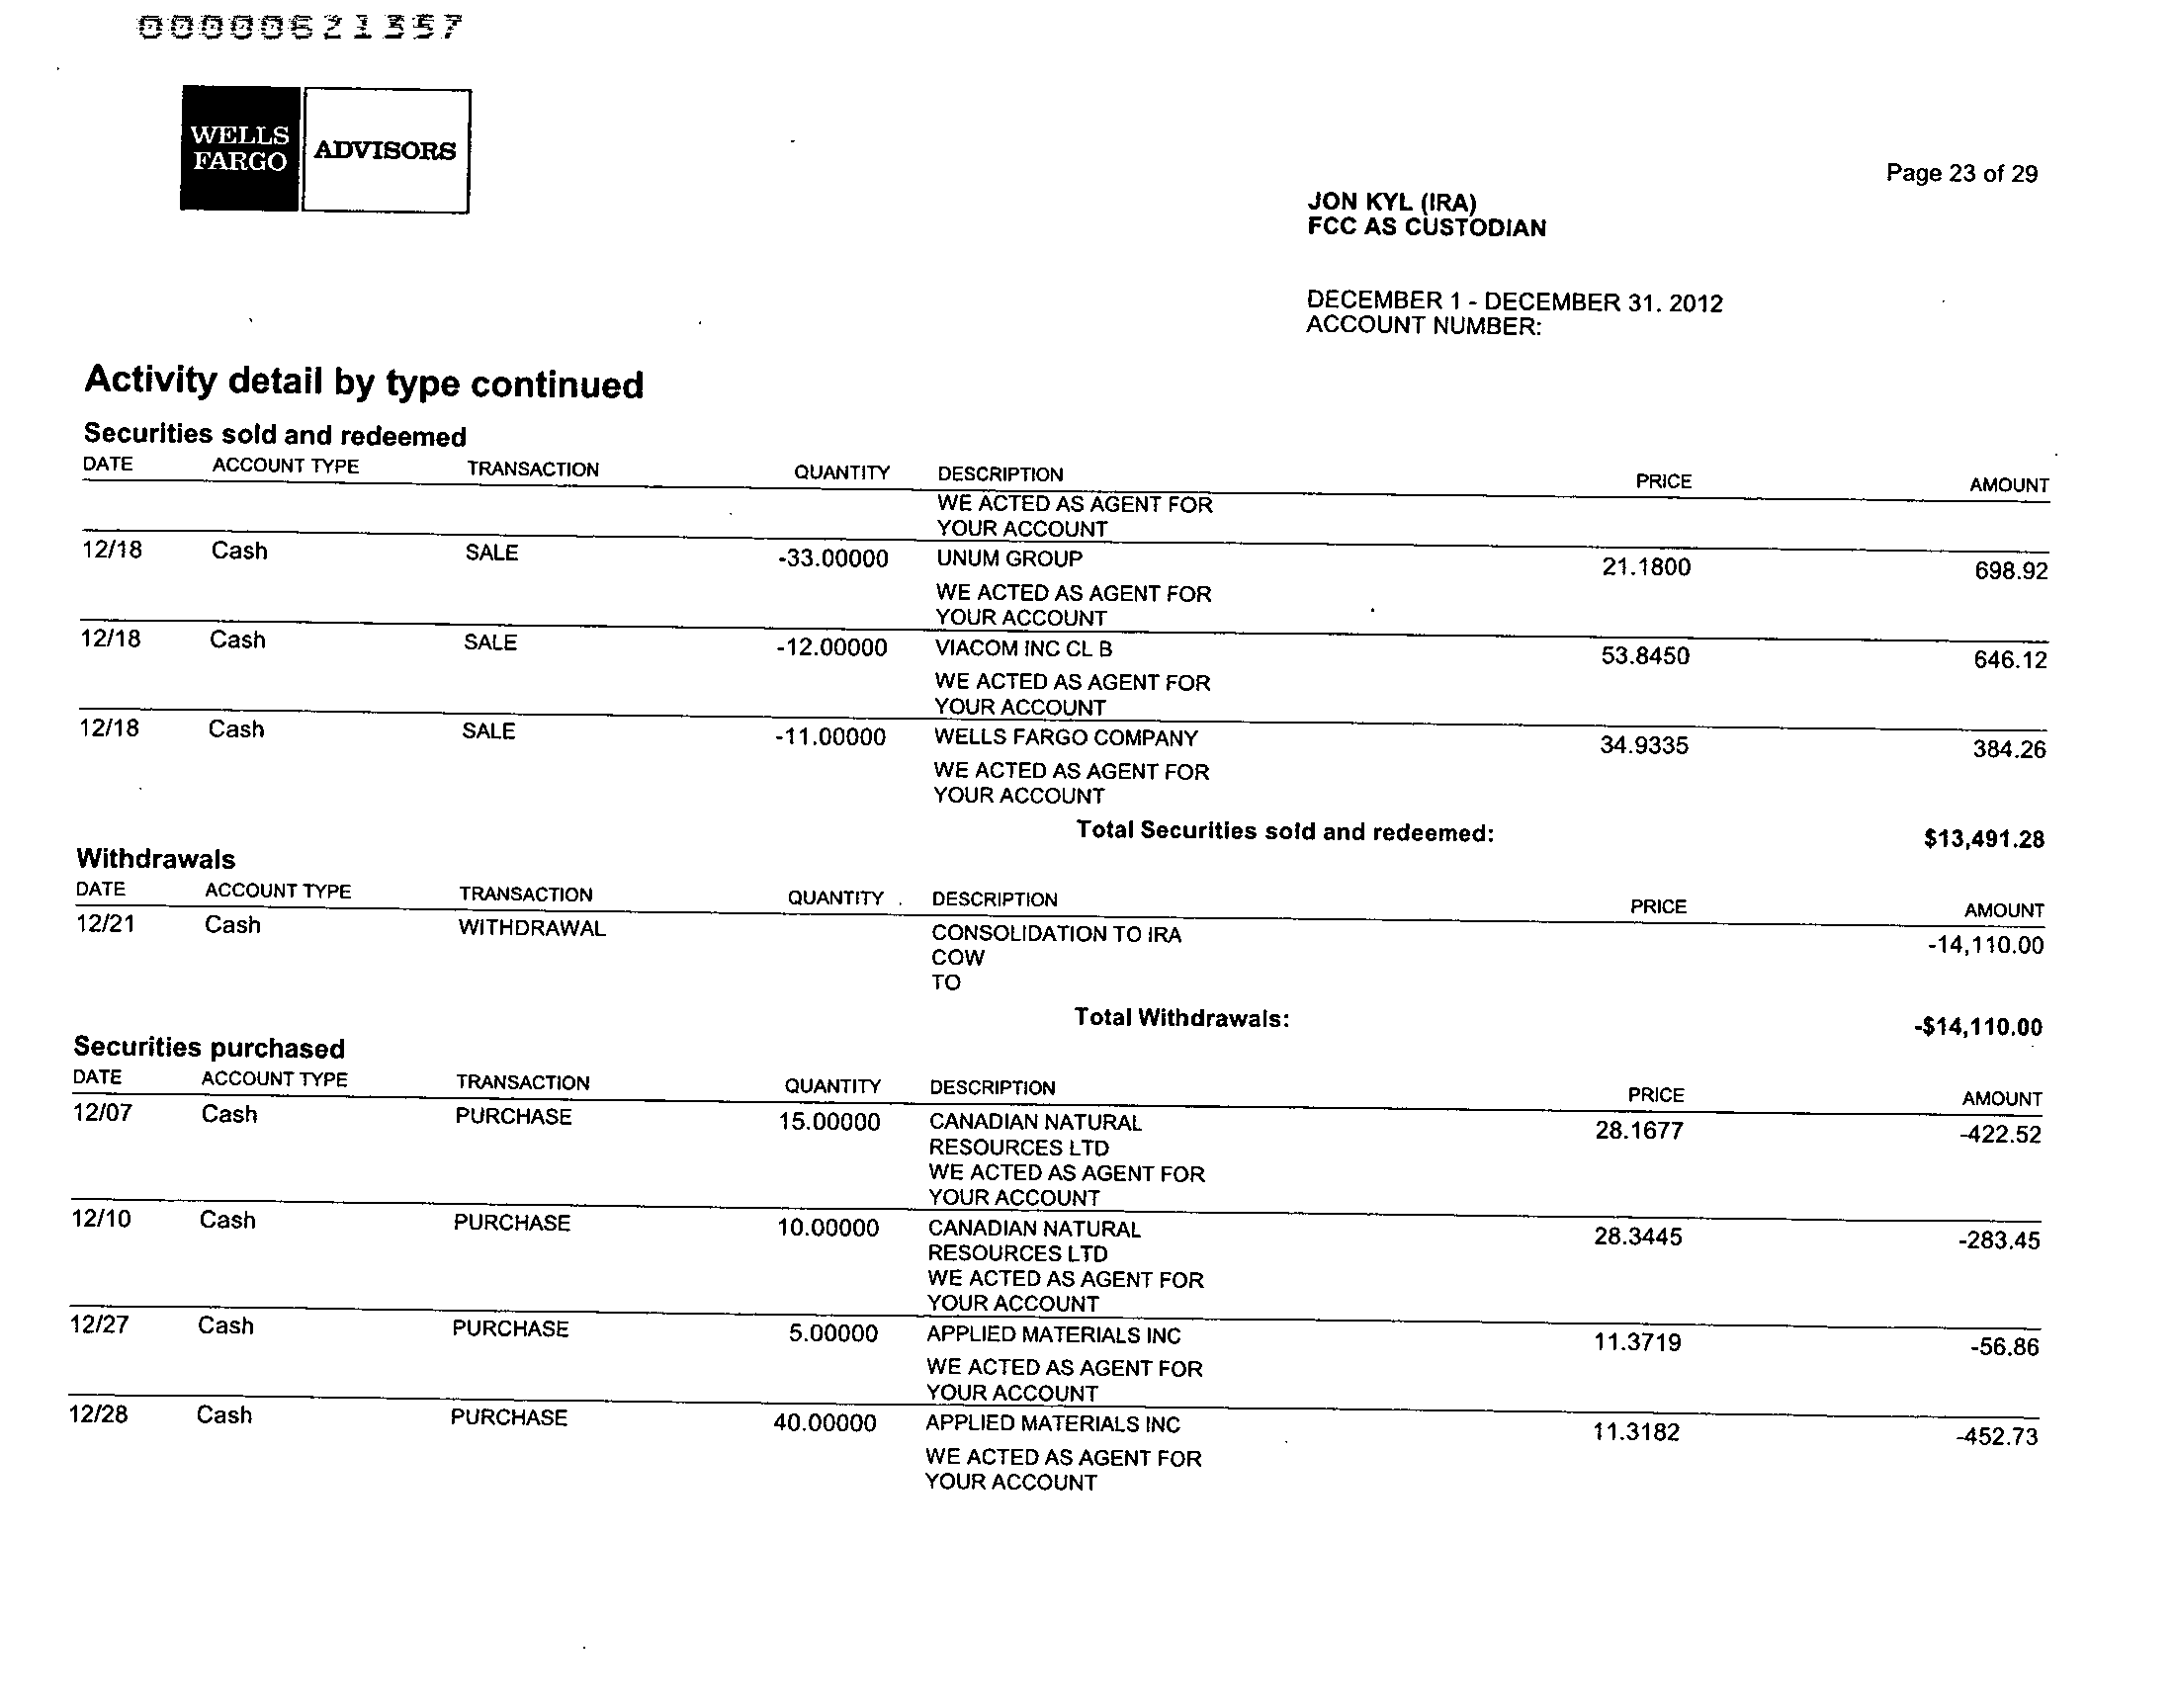 00000621357
WELLS FARGO ADVISORS
Page 23 of 29
JON KYL (IRA)
FCC AS CUSTODIAN
DECEMBER 1 - DECEMBER 31. 2012
ACCOUNT NUMBER:
Activity detail by type continued
Securities sold and redeemed
DATE ACCOUNT TYPE TRANSACTION QUANTITY DESCRIPTION PRICE AMOUNT
WE ACTED AS AGENT FOR
YOUR ACCOUNT
12/18 Cash SALE -33.00000 UNUM GROUP 21.1800 698.92
WE ACTED AS AGENT FOR
YOUR ACCOUNT
12/18 Cash SALE -12.00000 VIACOM INC CL B 53.8450 646.12
WE ACTED AS AGENT FOR
YOUR ACCOUNT
12/18 Cash SALE -11.00000 WELLS FARGO COMPANY 34.9335 384.26
WE ACTED AS AGENT FOR
YOUR ACCOUNT
Total Securities sold and redeemed: $13,491.28
Withdrawals
DATE ACCOUNT TYPE TRANSACTION QUANTITY DESCRIPTION PRICE AMOUNT
12/21 Cash WITHDRAWAL CONSOLIDATION TO IRA -14,110.00
COW
TO
Total Withdrawals: -$14,110.00
Securities purchased
DATE ACCOUNT TYPE TRANSACTION QUANTITY DESCRIPTION PRICE AMOUNT
12/07 Cash PURCHASE 15.00000 CANADIAN NATURAL 28.1677 -422.52
RESOURCES LTD
WE ACTED AS AGENT FOR
YOUR ACCOUNT
12/10 Cash PURCHASE 10.00000 CANADIAN NATURAL 28.3445 -283.45
RESOURCES LTD
WE ACTED AS AGENT FOR
YOUR ACCOUNT
12/27 Cash PURCHASE 5.00000 APPLIED MATERIALS INC 11.3719 -56.86
WE ACTED AS AGENT FOR
YOUR ACCOUNT
12/28 Cash PURCHASE 40.00000 APPLIED MATERIALS INC 11.3182 -452.73
WE ACTED AS AGENT FOR
YOUR ACCOUNT